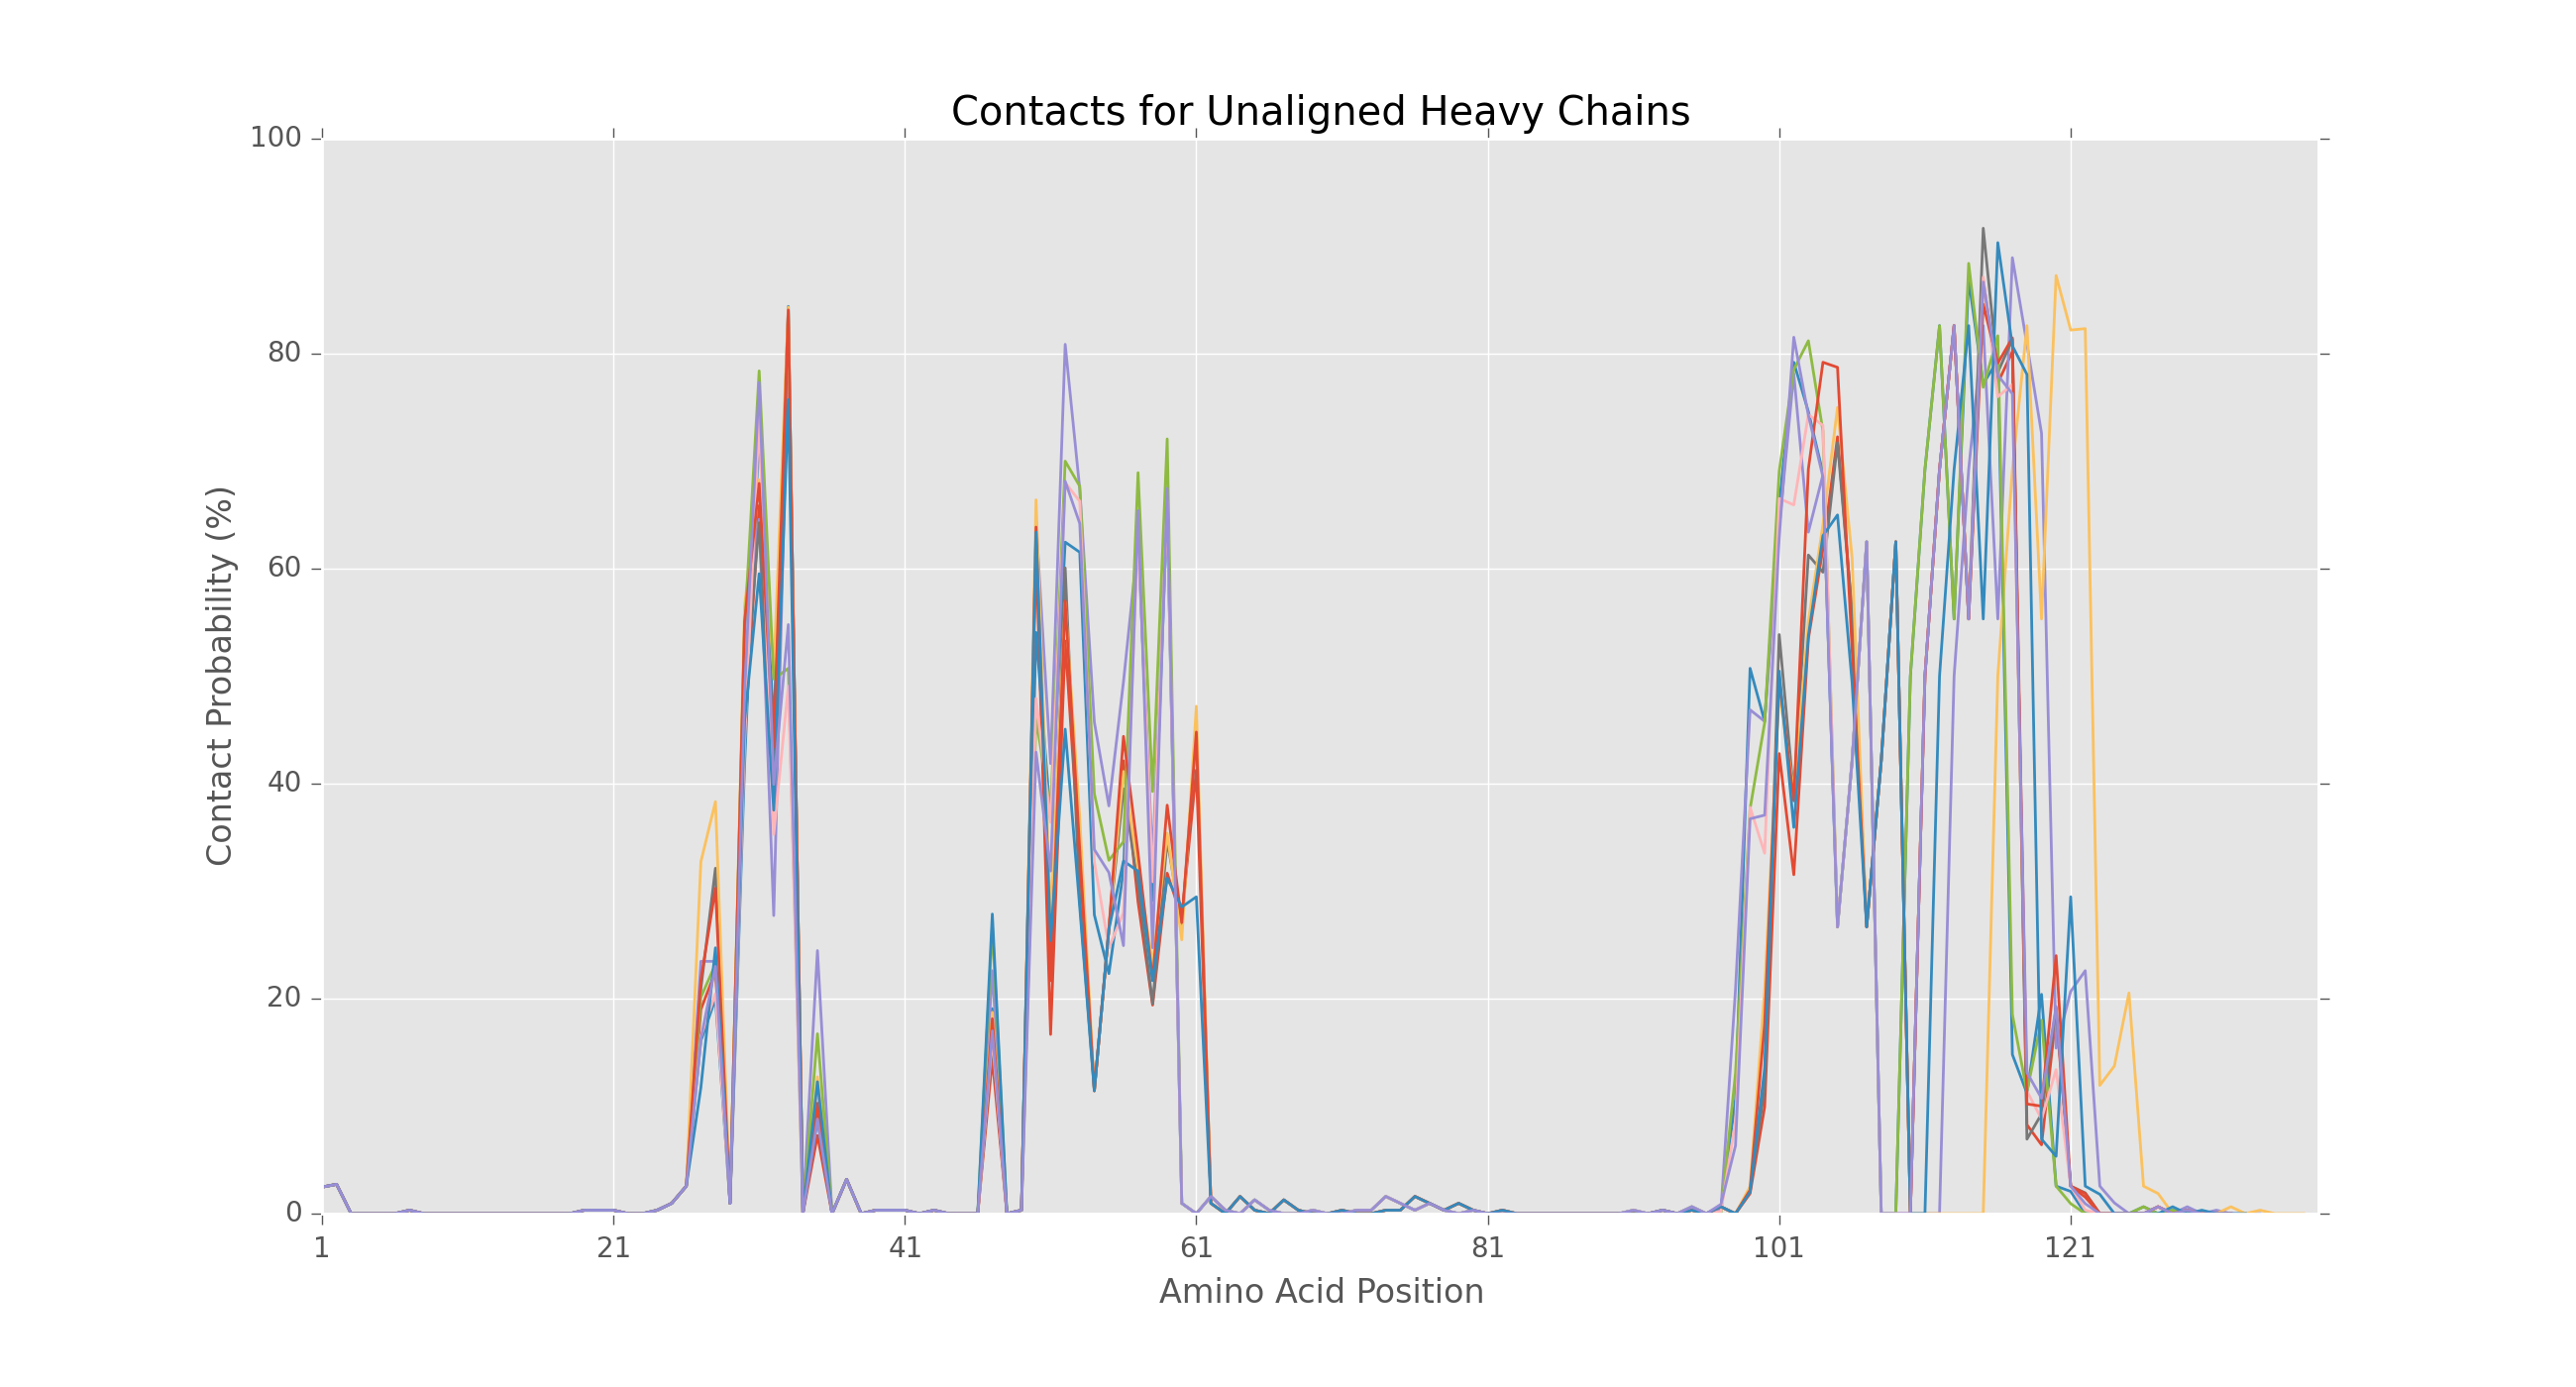 Contacts for Unaligned Heavy Chains
100
80
60
40
20
0
Contact Probability (%)
1 21 41 61 81 101 121
Amino Acid Position